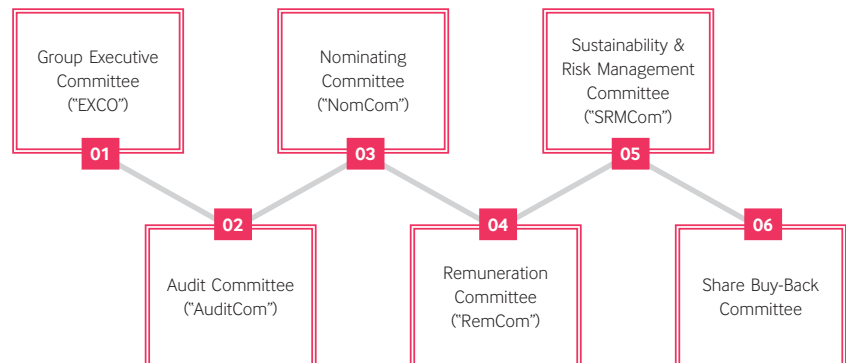 Group Executive
Committee
("EXCO")
01
Audit Committee
("AuditCom")
02
Nominating
Committee
("NomCom")
03
Remuneration
Committee
("RemCom")
04
Sustainability &
Risk Management
Committee
("SRMCom")
05
Share Buy-Back
Committee
06